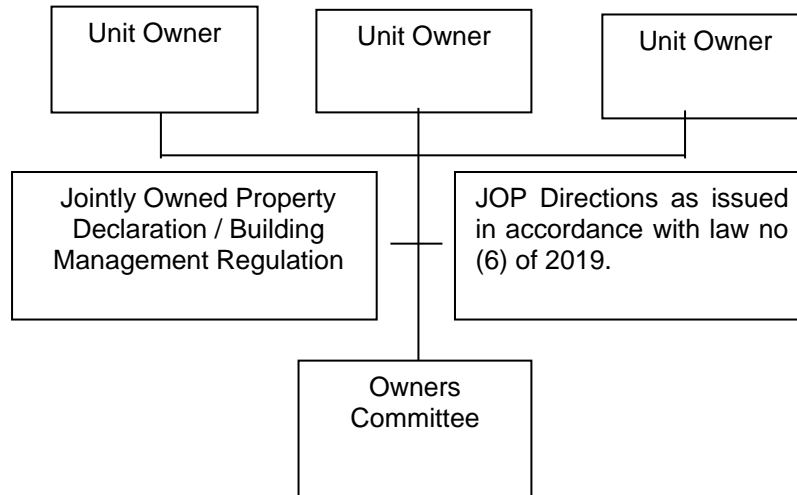 Unit Owner
Unit Owner
Unit Owner
Jointly Owned Property
Declaration / Building
Management Regulation
JOP Directions as issued
in accordance with law no
(6) of 2019.
Owners
Committee